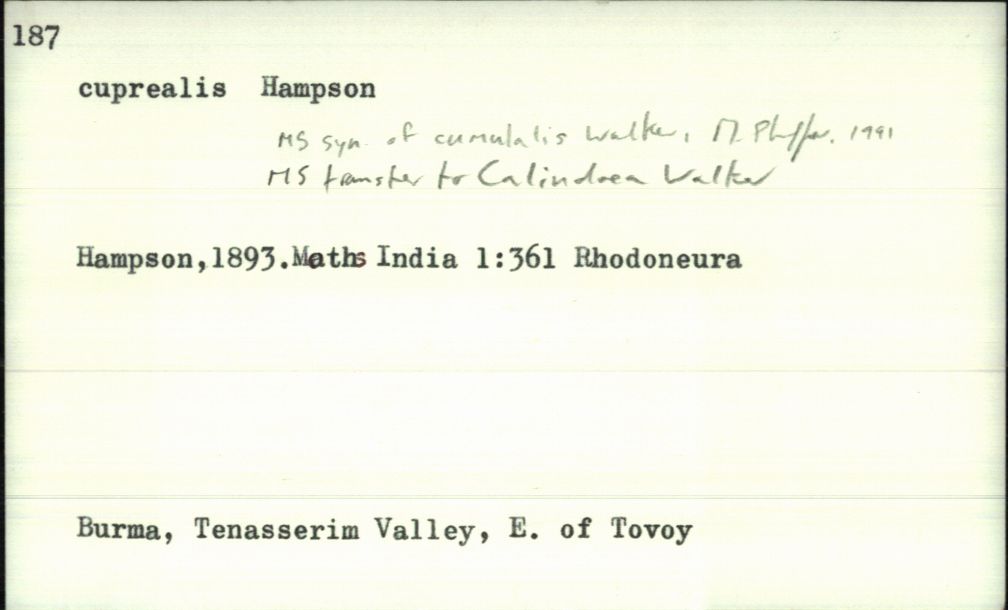 187
cuprealis Hampson
MS syn. of cumulalis Walker, M. 1991
MS transfer to Calindoea Walker
Hampson,1893.Moths India 1:361 Rhodoneura
Burma, Tenasserim Valley, E. of Tovoy